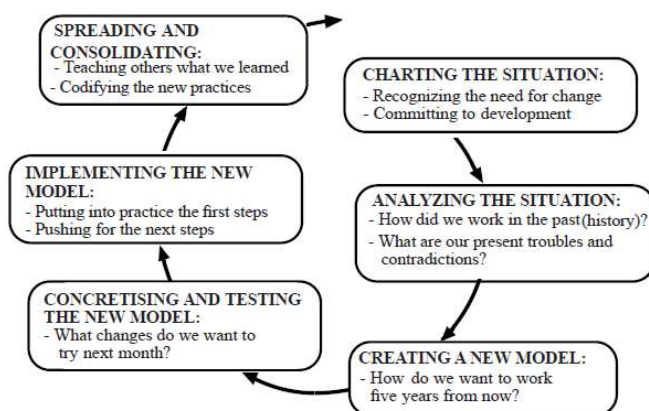 SPREADING AND
CONSOLIDATING:
- Teaching others what we learned
- Codifying the new practices
CHARTING THE SITUATION:
- Recognizing the need for change
- Committing to development
ANALYZING THE SITUATION:
- How did we work in the past(history)?
- What are our present troubles and
contradictions?
CREATING A NEW MODEL:
- How do we want to work
five years from now?
CONCRETISING AND TESTING
THE NEW MODEL:
- What changes do we want to
try next month?
IMPLEMENTING THE NEW
MODEL:
- Putting into practice the first steps
- Pushing for the next steps